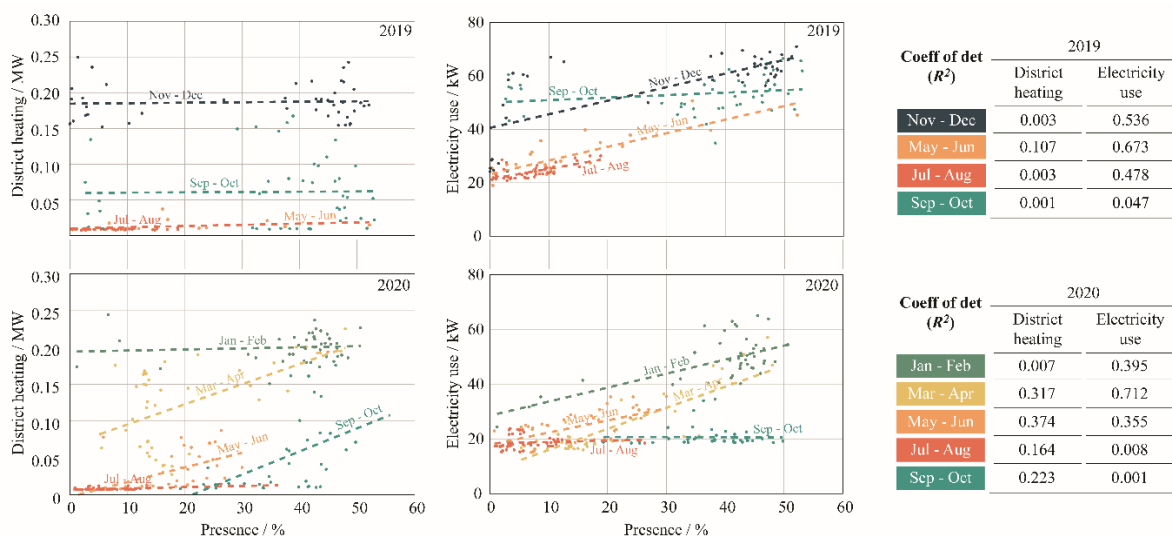 2019
District heating / MW
0.30
0.25
0.20
0.15
0.10
0.05
0
Nov - Dec
Sep - Oct
Jul - Aug
May - Jun
2019
Electricity use / kW
80
60
40
20
0
Nov - Dec
Sep - Oct
May - Jun
Jul - Aug
Coeff of det (R²)
2019
District heating
Electricity use
Nov - Dec 0.003 0.536
May - Jun 0.107 0.673
Jul - Aug 0.003 0.478
Sep - Oct 0.001 0.047
2020
District heating / MW
0.30
0.25
0.20
0.15
0.10
0.05
0
Jan - Feb
Mar - Apr
Sep - Oct
May - Jun
Jul - Aug
0 10 20 30 40 50 60
Presence / %
2020
Electricity use / kW
80
60
40
20
0
Jan - Feb
Mar - Apr
May - Jun
Sep - Oct
Jul - Aug
0 10 20 30 40 50 60
Presence / %
Coeff of det (R²)
2020
District heating
Electricity use
Jan - Feb 0.007 0.395
Mar - Apr 0.317 0.712
May - Jun 0.374 0.355
Jul - Aug 0.164 0.008
Sep - Oct 0.223 0.001